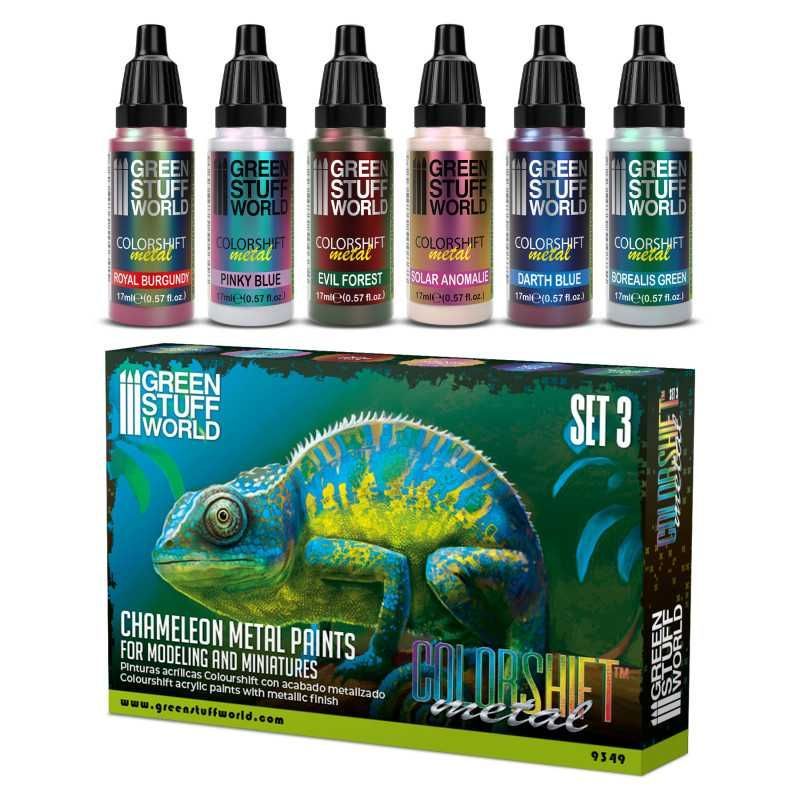 GREEN
STUFF
WORLD
COLORSHIFT
metal
ROYAL BURGUNDY
17ml℮(0.57 fl.oz.)
GREEN
STUFF
WORLD
COLORSHIFT
metal
PINKY BLUE
17ml℮(0.57 fl.oz.)
GREEN
STUFF
WORLD
COLORSHIFT
metal
EVIL FOREST
17ml℮(0.57 fl.oz.)
GREEN
STUFF
WORLD
COLORSHIFT
metal
SOLAR ANOMALIE
17ml℮(0.57 fl.oz.)
GREEN
STUFF
WORLD
COLORSHIFT
metal
DARTH BLUE
17ml℮(0.57 fl.oz.)
GREEN
STUFF
WORLD
COLORSHIFT
metal
BOREALIS GREEN
17ml℮(0.57 fl.oz.)
GREEN
STUFF
WORLD
SET 3
CHAMELEON METAL PAINTS
FOR MODELING AND MINIATURES
Pinturas acrílicas Colourshift con acabado metalizado
Colourshift acrylic paints with metallic finish
www.greenstuffworld.com
COLORSHIFT™
metal
9349
COLORSHIFT™
metal
GREEN
STUFF
WORLD